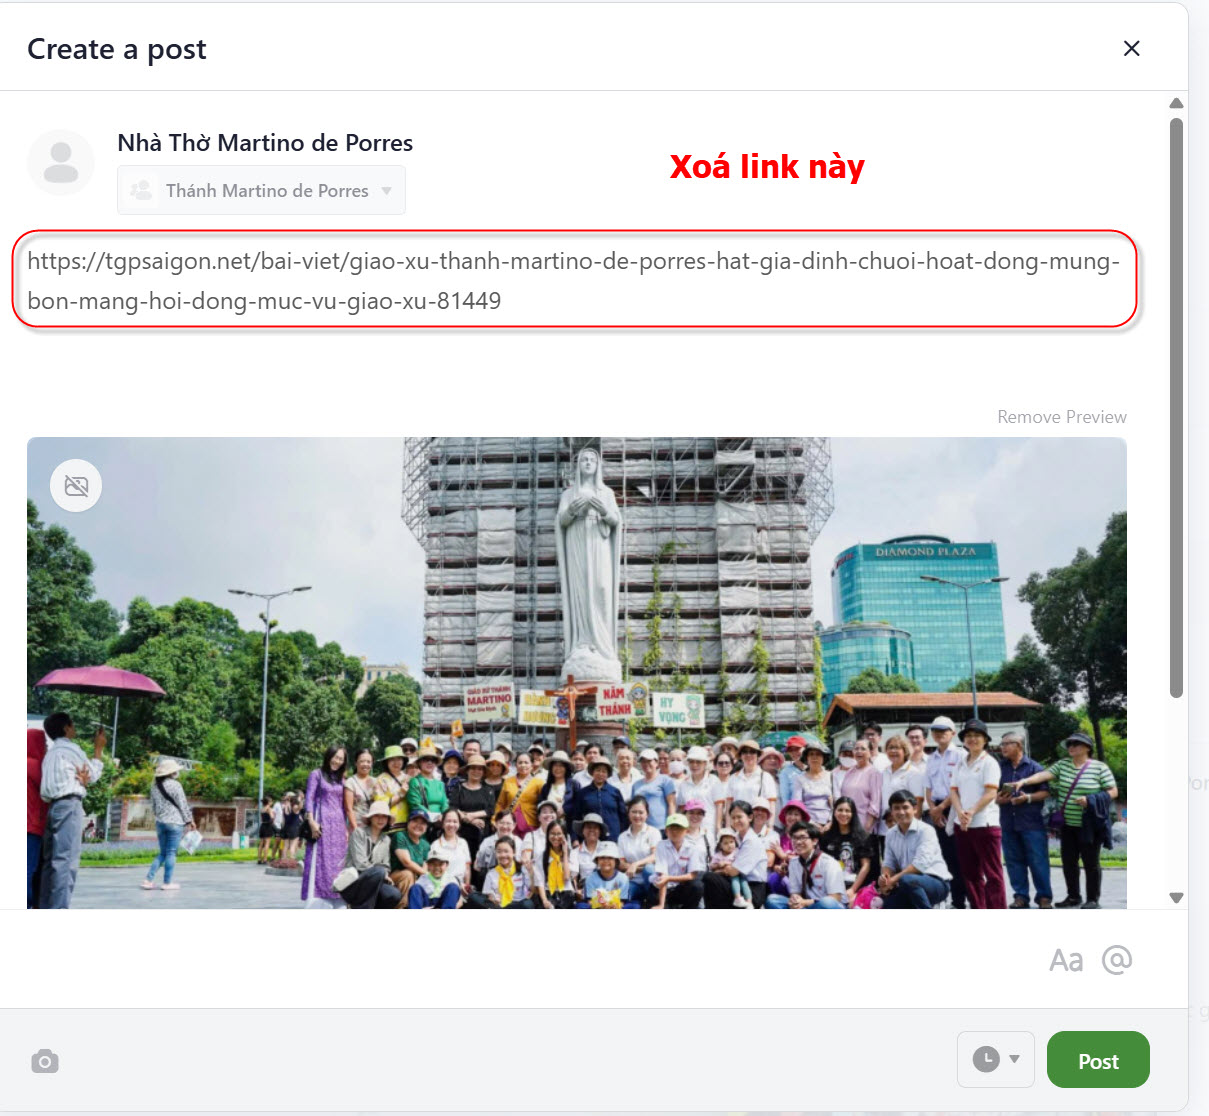 Create a post
Nhà Thờ Martino de Porres
Thánh Martino de Porres
Xoá link này
https://tgpsaigon.net/bai-viet/giao-xu-thanh-martino-de-porres-hat-gia-dinh-chuoi-hoat-dong-mung-
bon-mang-hoi-dong-muc-vu-giao-xu-81449
Remove Preview
DIAMOND PLAZA
GIÁO XỨ THÁNH
MARTINO
HÀNH
HƯƠNG
NĂM
THÁNH
HY
VỌNG
Aa @
Post